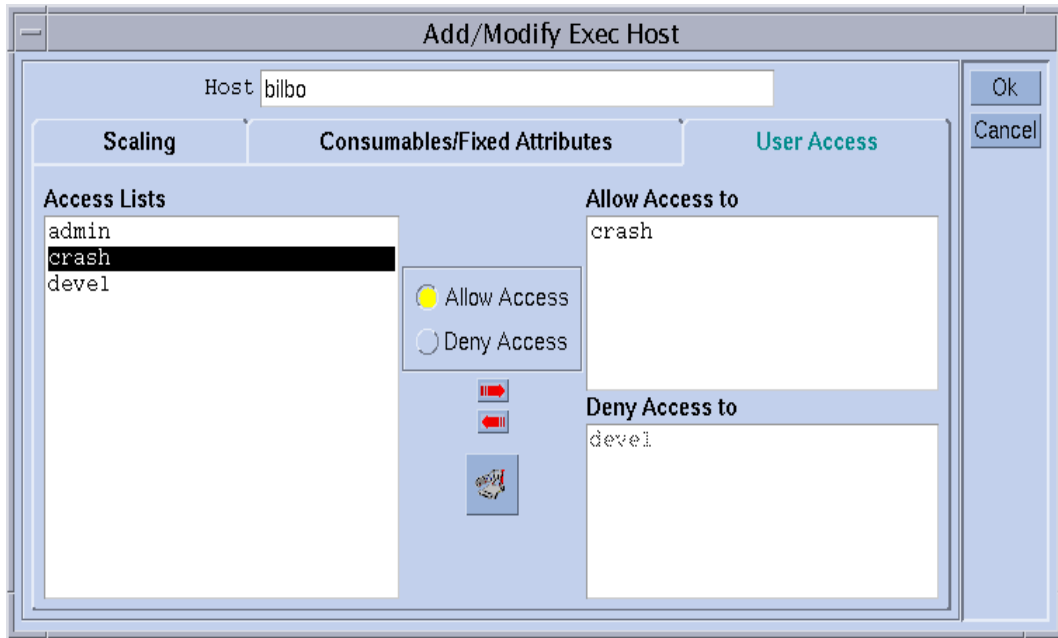 Add/Modify Exec Host
Host bilbo
Ok
Cancel
Scaling
Consumables/Fixed Attributes
User Access
Access Lists
admin
crash
devel
Allow Access
Deny Access
Allow Access to
crash
Deny Access to
devel